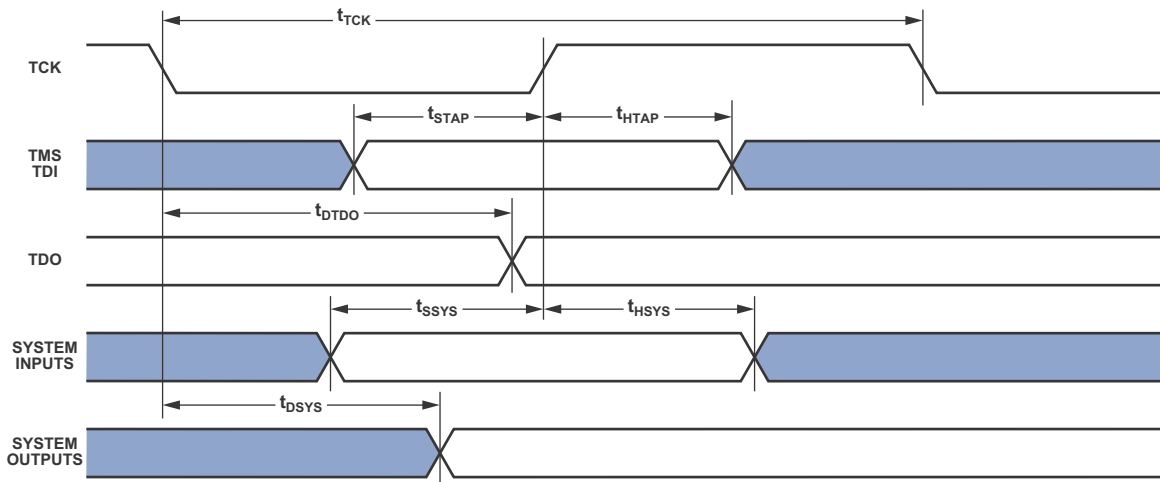 tTCK
TCK
tSTAP
tHTAP
TMS
TDI
tDTDO
TDO
tSSYS
tHSYS
SYSTEM
INPUTS
tDSYS
SYSTEM
OUTPUTS